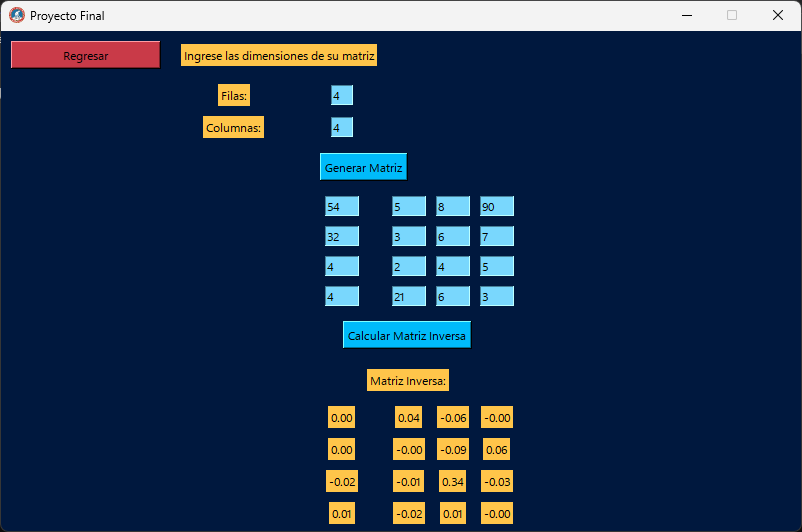 Proyecto Final
Regresar Ingrese las dimensiones de su matriz
Filas: 4
Columnas: 4
Generar Matriz
54 5 8 90
32 3 6 7
4 2 4 5
4 21 6 3
Calcular Matriz Inversa
Matriz Inversa:
0.00 0.04 -0.06 -0.00
0.00 -0.00 -0.09 0.06
-0.02 -0.01 0.34 -0.03
0.01 -0.02 0.01 -0.00